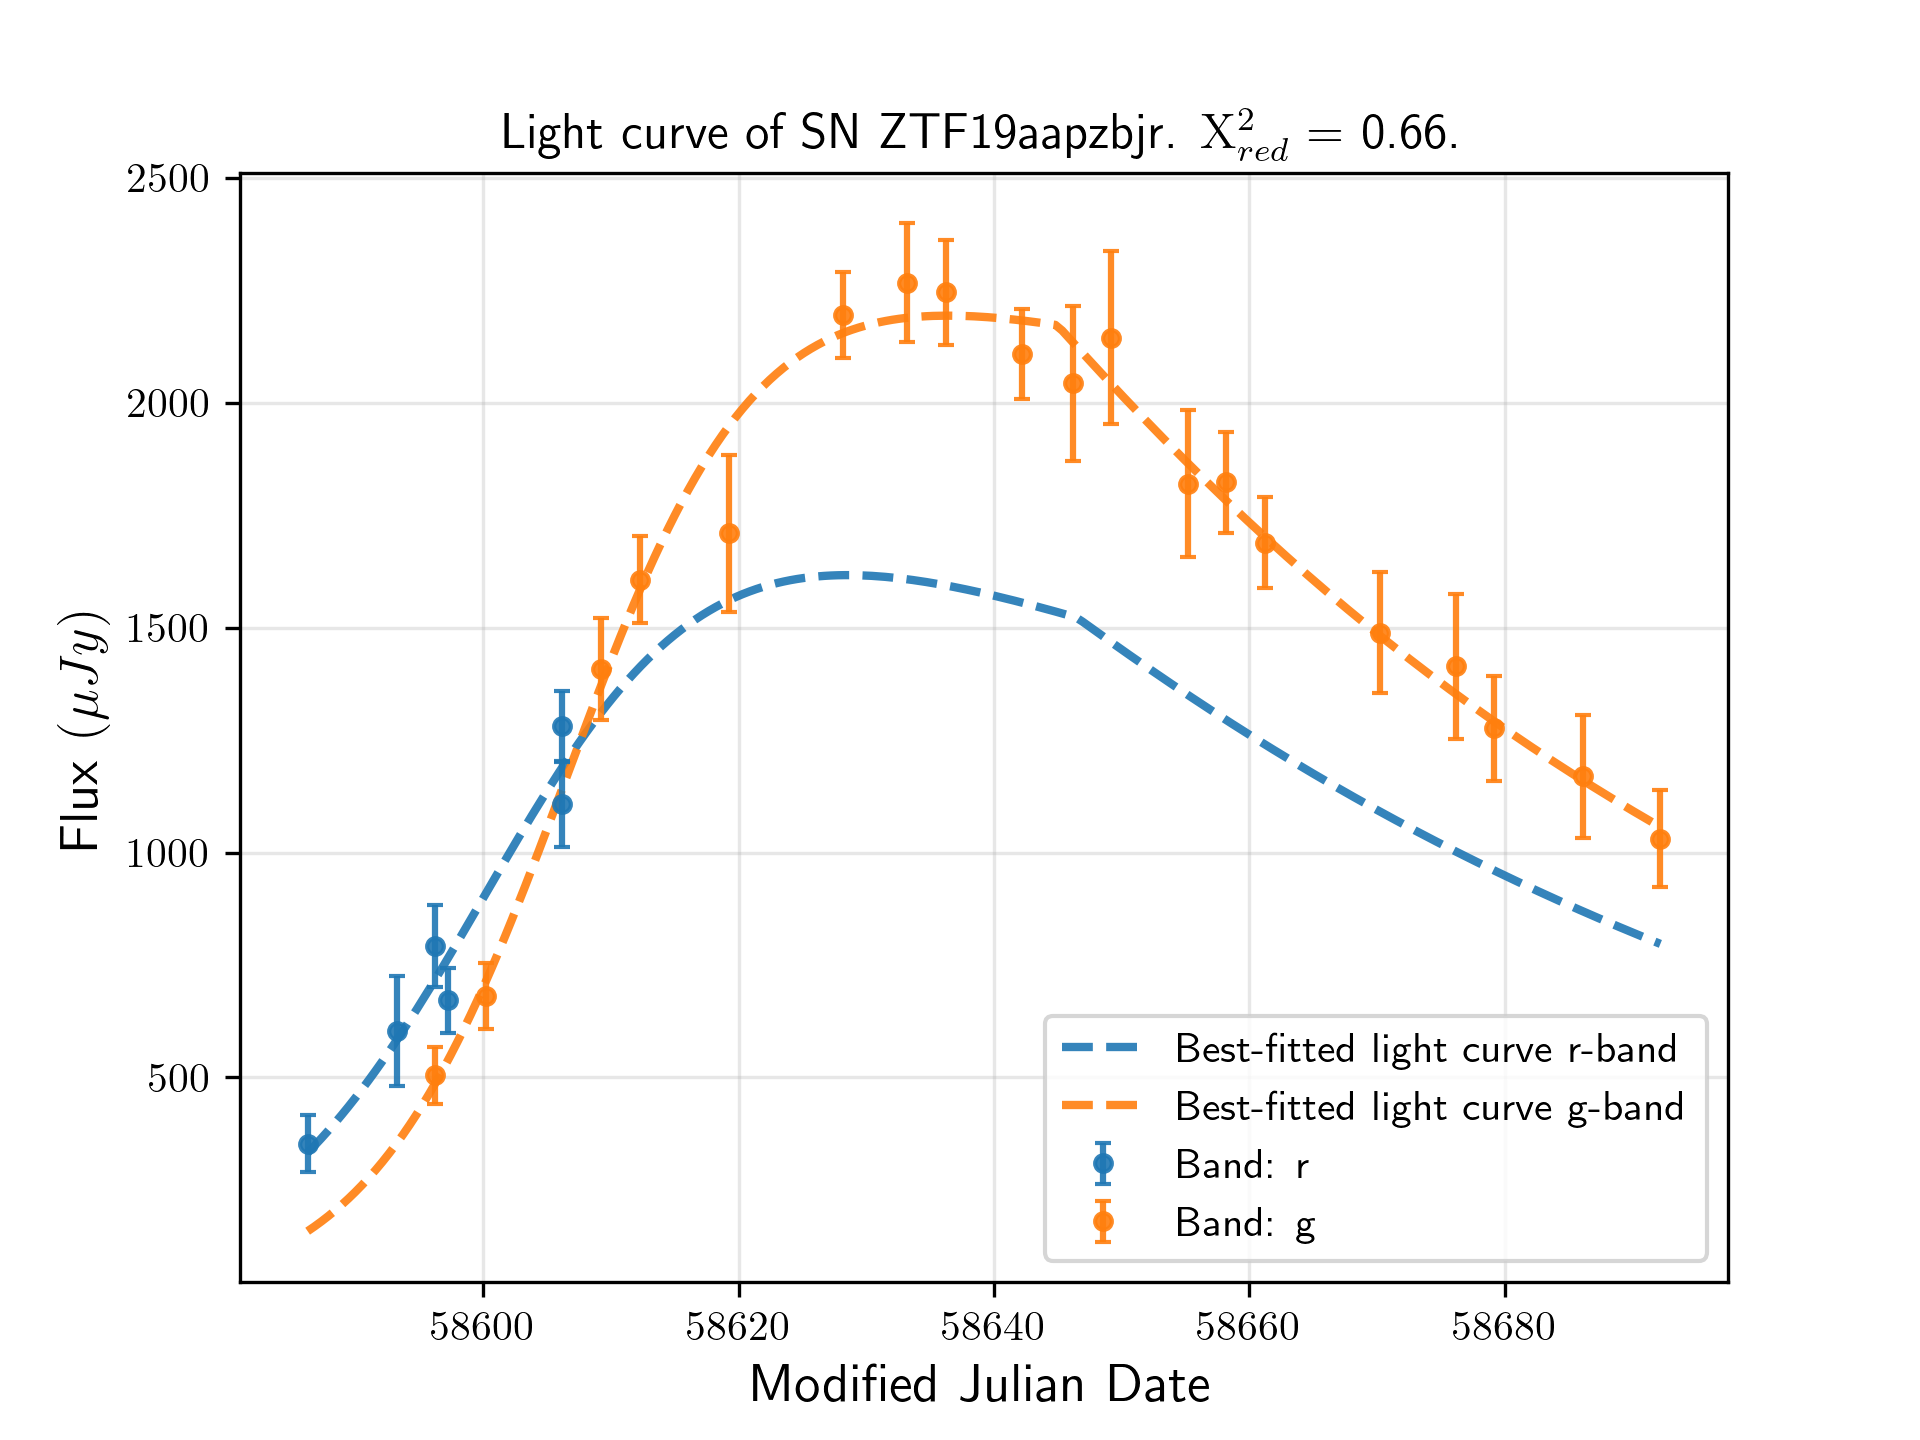 Light curve of SN ZTF19aapzbjr. X²red = 0.66.
2500
2000
1500
1000
500
Flux (μJy)
58600 58620 58640 58660 58680
Modified Julian Date
Best-fitted light curve r-band
Best-fitted light curve g-band
Band: r
Band: g